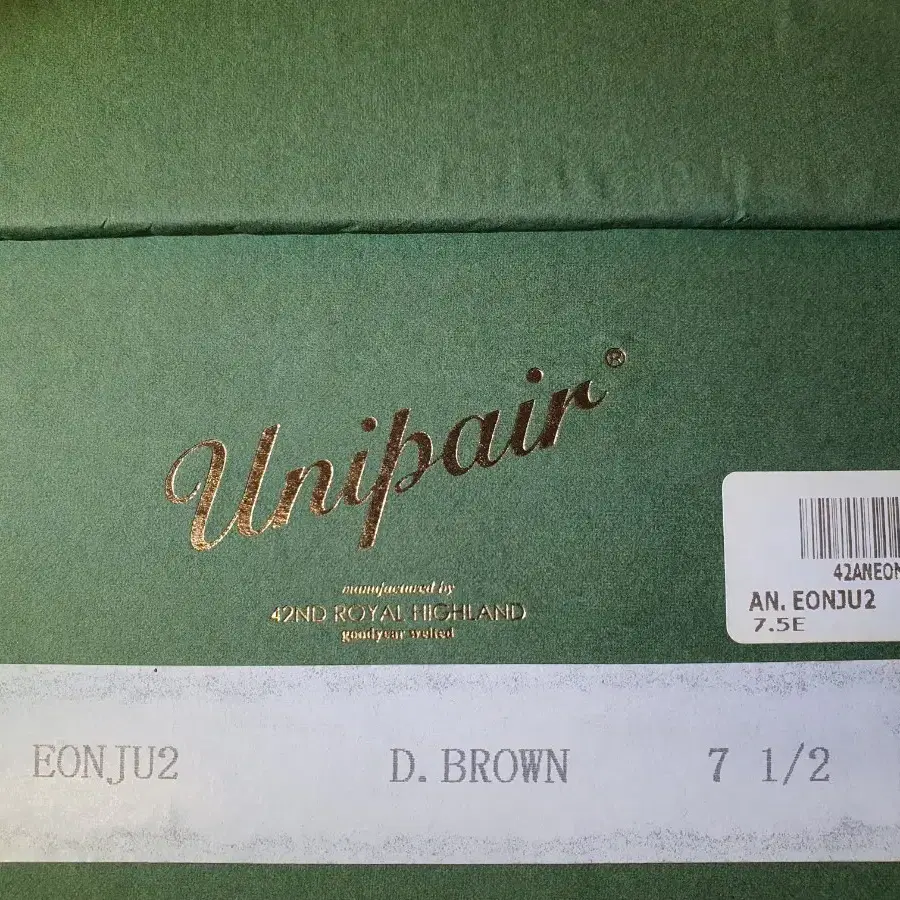 Unipair®
manufactured by
42ND ROYAL HIGHLAND
goodyear welted
42ANEON
AN. EONJU2
7.5E
EONJU2 D. BROWN 7 1/2